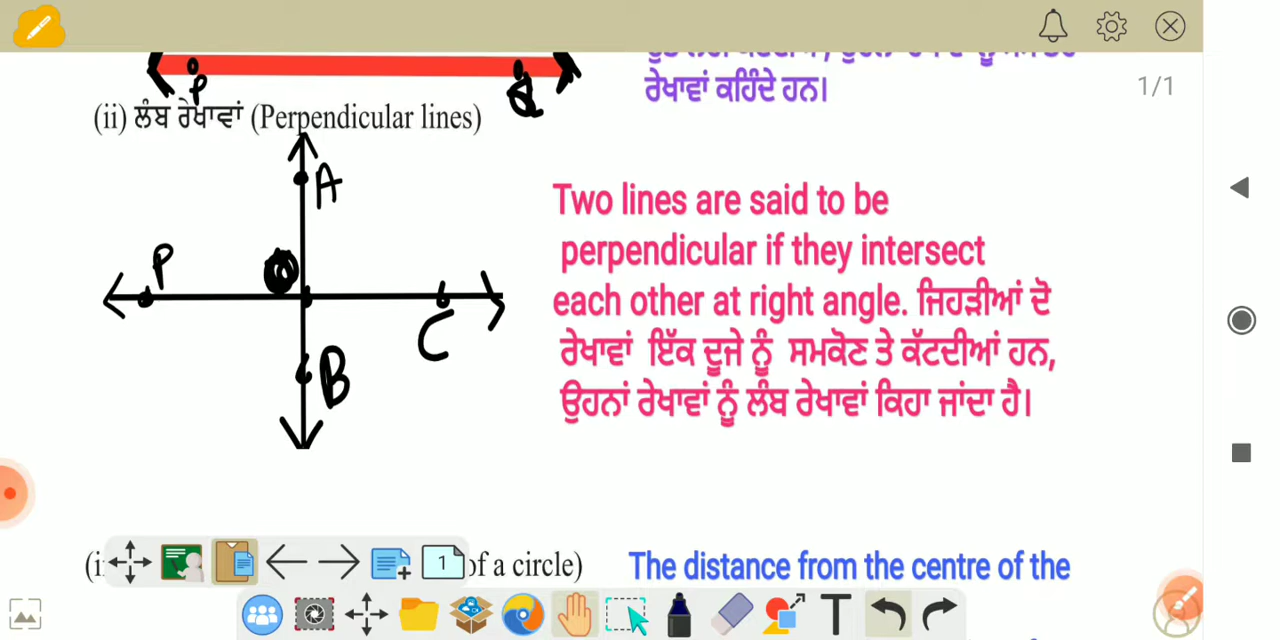 P
Q
ਰੇਖਾਵਾਂ ਕਹਿੰਦੇ ਹਨ।
1/1
(ii) ਲੰਬ ਰੇਖਾਵਾਂ (Perpendicular lines)
A
P
O
C
B
Two lines are said to be
perpendicular if they intersect
each other at right angle. ਜਿਹੜੀਆਂ ਦੋ
ਰੇਖਾਵਾਂ ਇੱਕ ਦੂਜੇ ਨੂੰ ਸਮਕੋਣ ਤੇ ਕੱਟਦੀਆਂ ਹਨ,
ਉਹਨਾਂ ਰੇਖਾਵਾਂ ਨੂੰ ਲੰਬ ਰੇਖਾਵਾਂ ਕਿਹਾ ਜਾਂਦਾ ਹੈ।
1
of a circle)
The distance from the centre of the
T